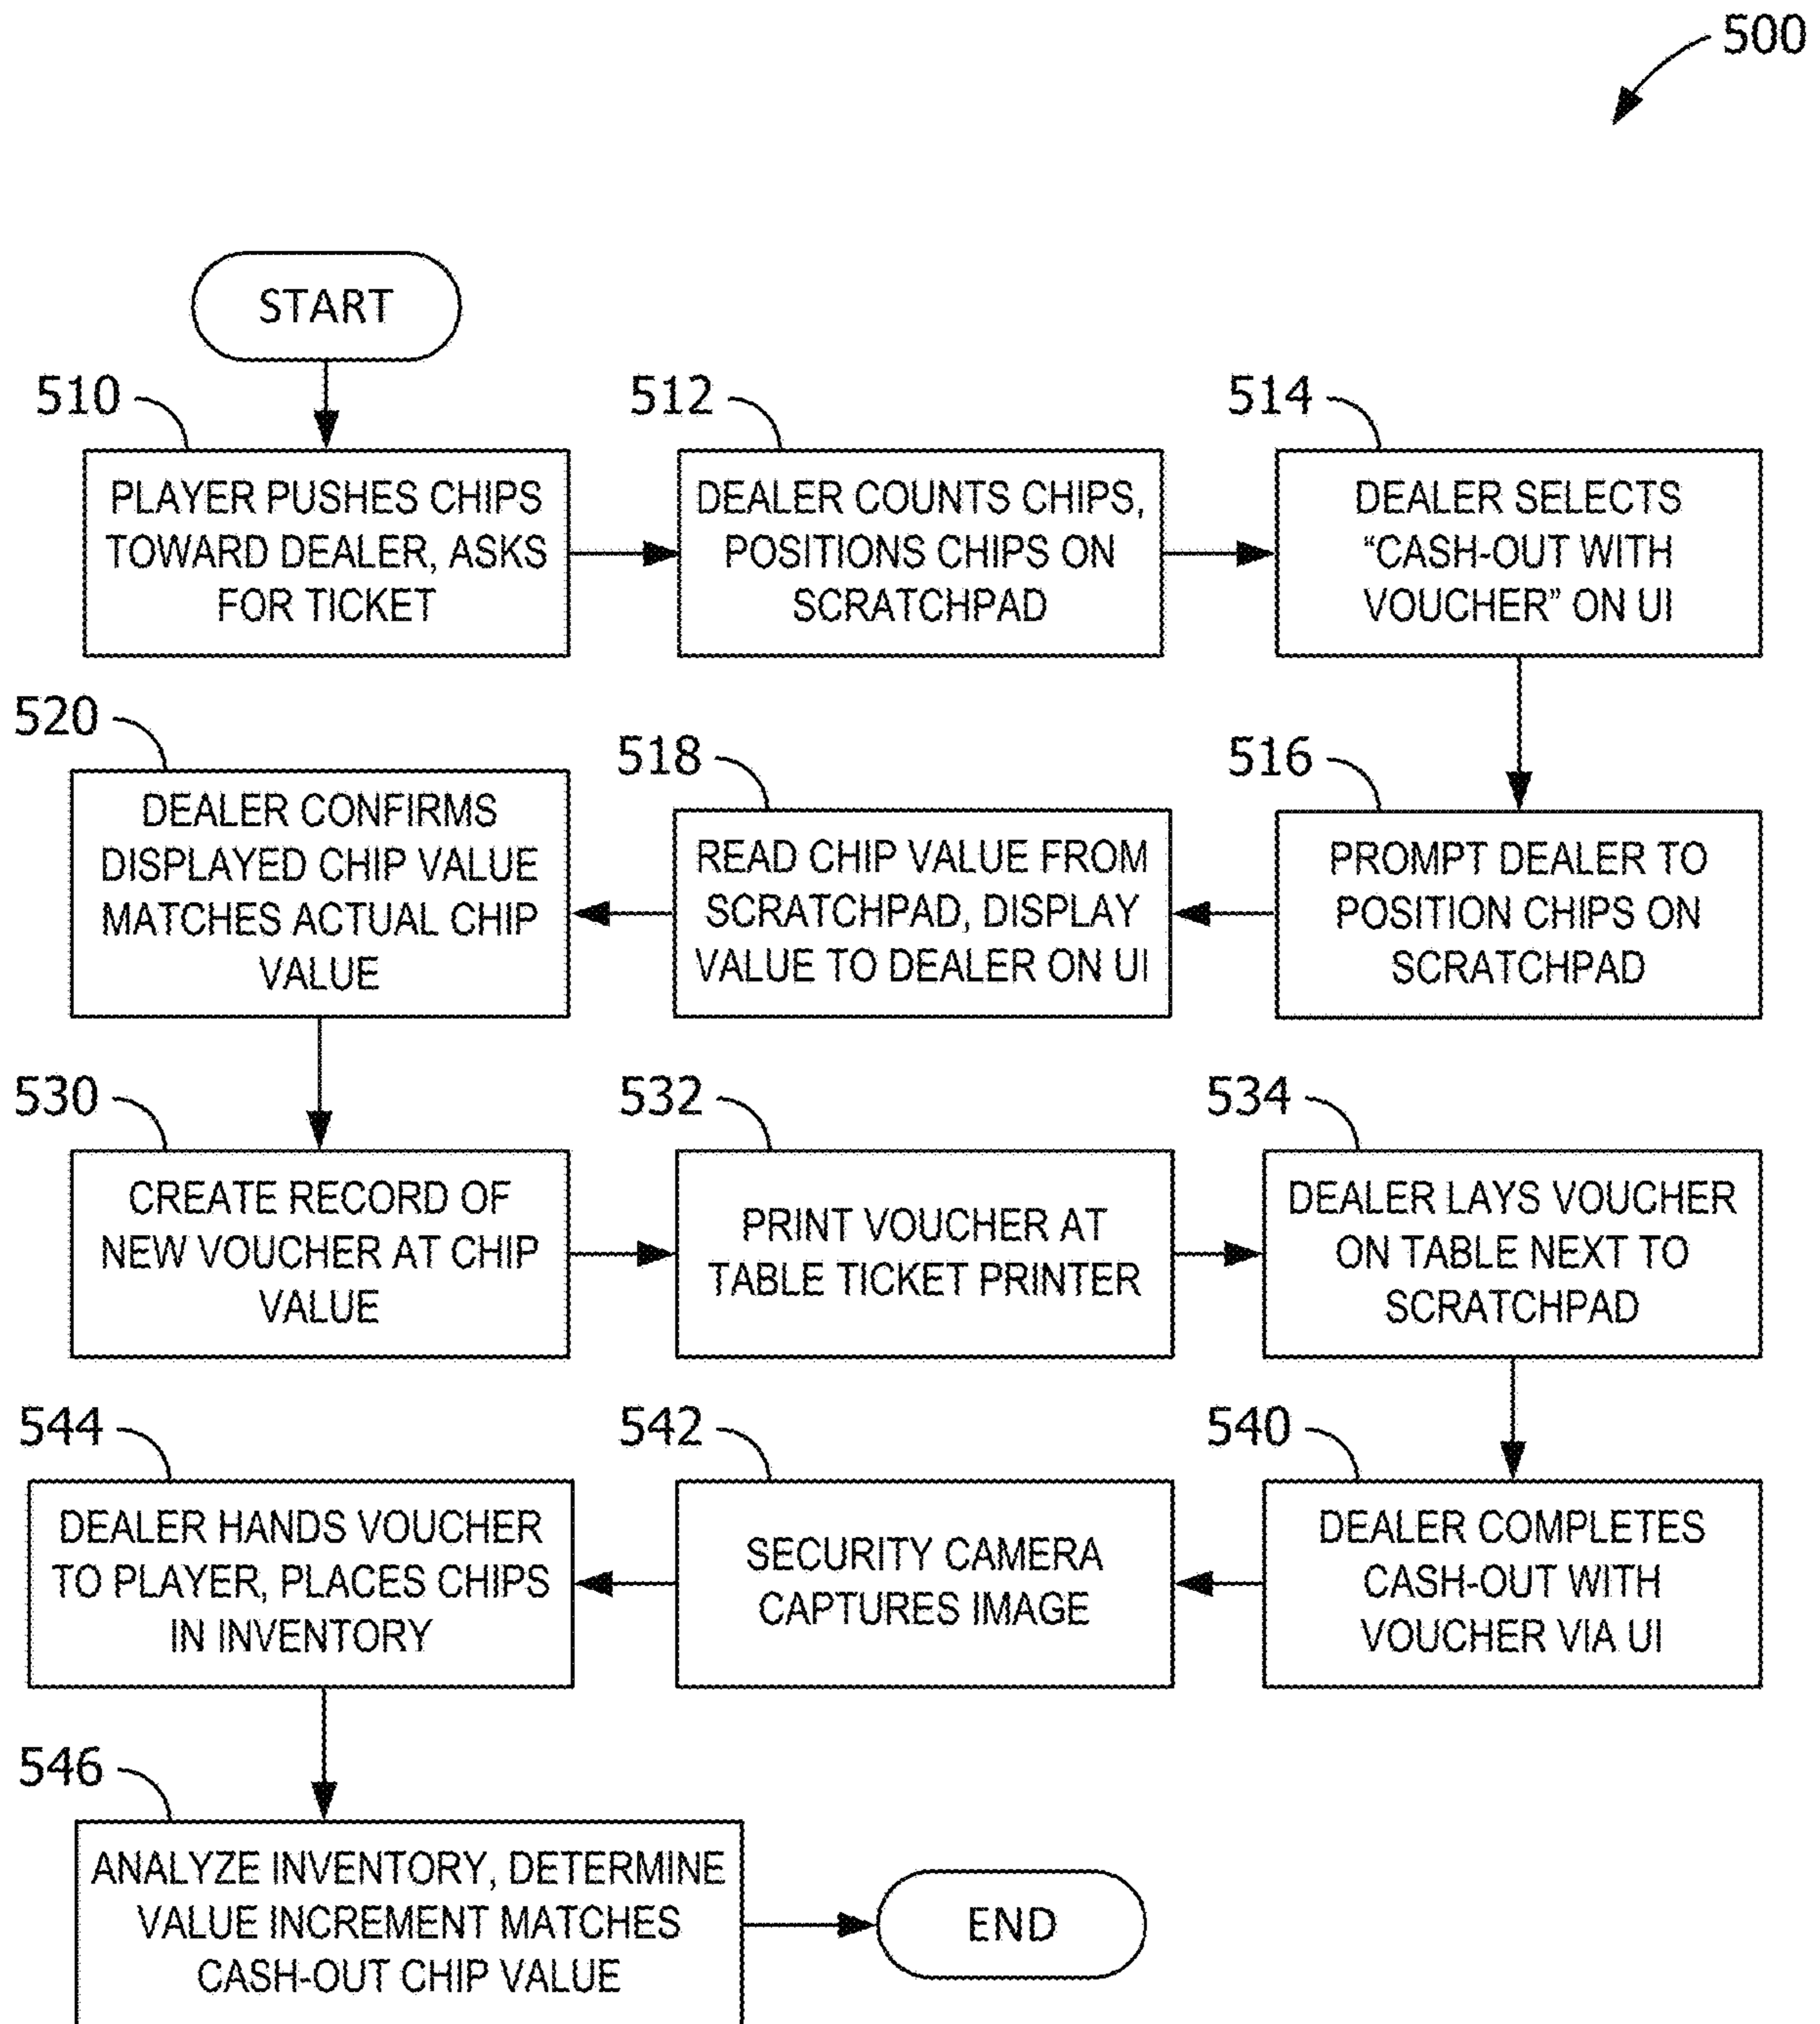 500
START
510
PLAYER PUSHES CHIPS
TOWARD DEALER, ASKS
FOR TICKET
512
DEALER COUNTS CHIPS,
POSITIONS CHIPS ON
SCRATCHPAD
514
DEALER SELECTS
“CASH-OUT WITH
VOUCHER” ON UI
516
PROMPT DEALER TO
POSITION CHIPS ON
SCRATCHPAD
518
READ CHIP VALUE FROM
SCRATCHPAD, DISPLAY
VALUE TO DEALER ON UI
520
DEALER CONFIRMS
DISPLAYED CHIP VALUE
MATCHES ACTUAL CHIP
VALUE
530
CREATE RECORD OF
NEW VOUCHER AT CHIP
VALUE
532
PRINT VOUCHER AT
TABLE TICKET PRINTER
534
DEALER LAYS VOUCHER
ON TABLE NEXT TO
SCRATCHPAD
540
DEALER COMPLETES
CASH-OUT WITH
VOUCHER VIA UI
542
SECURITY CAMERA
CAPTURES IMAGE
544
DEALER HANDS VOUCHER
TO PLAYER, PLACES CHIPS
IN INVENTORY
546
ANALYZE INVENTORY, DETERMINE
VALUE INCREMENT MATCHES
CASH-OUT CHIP VALUE
END